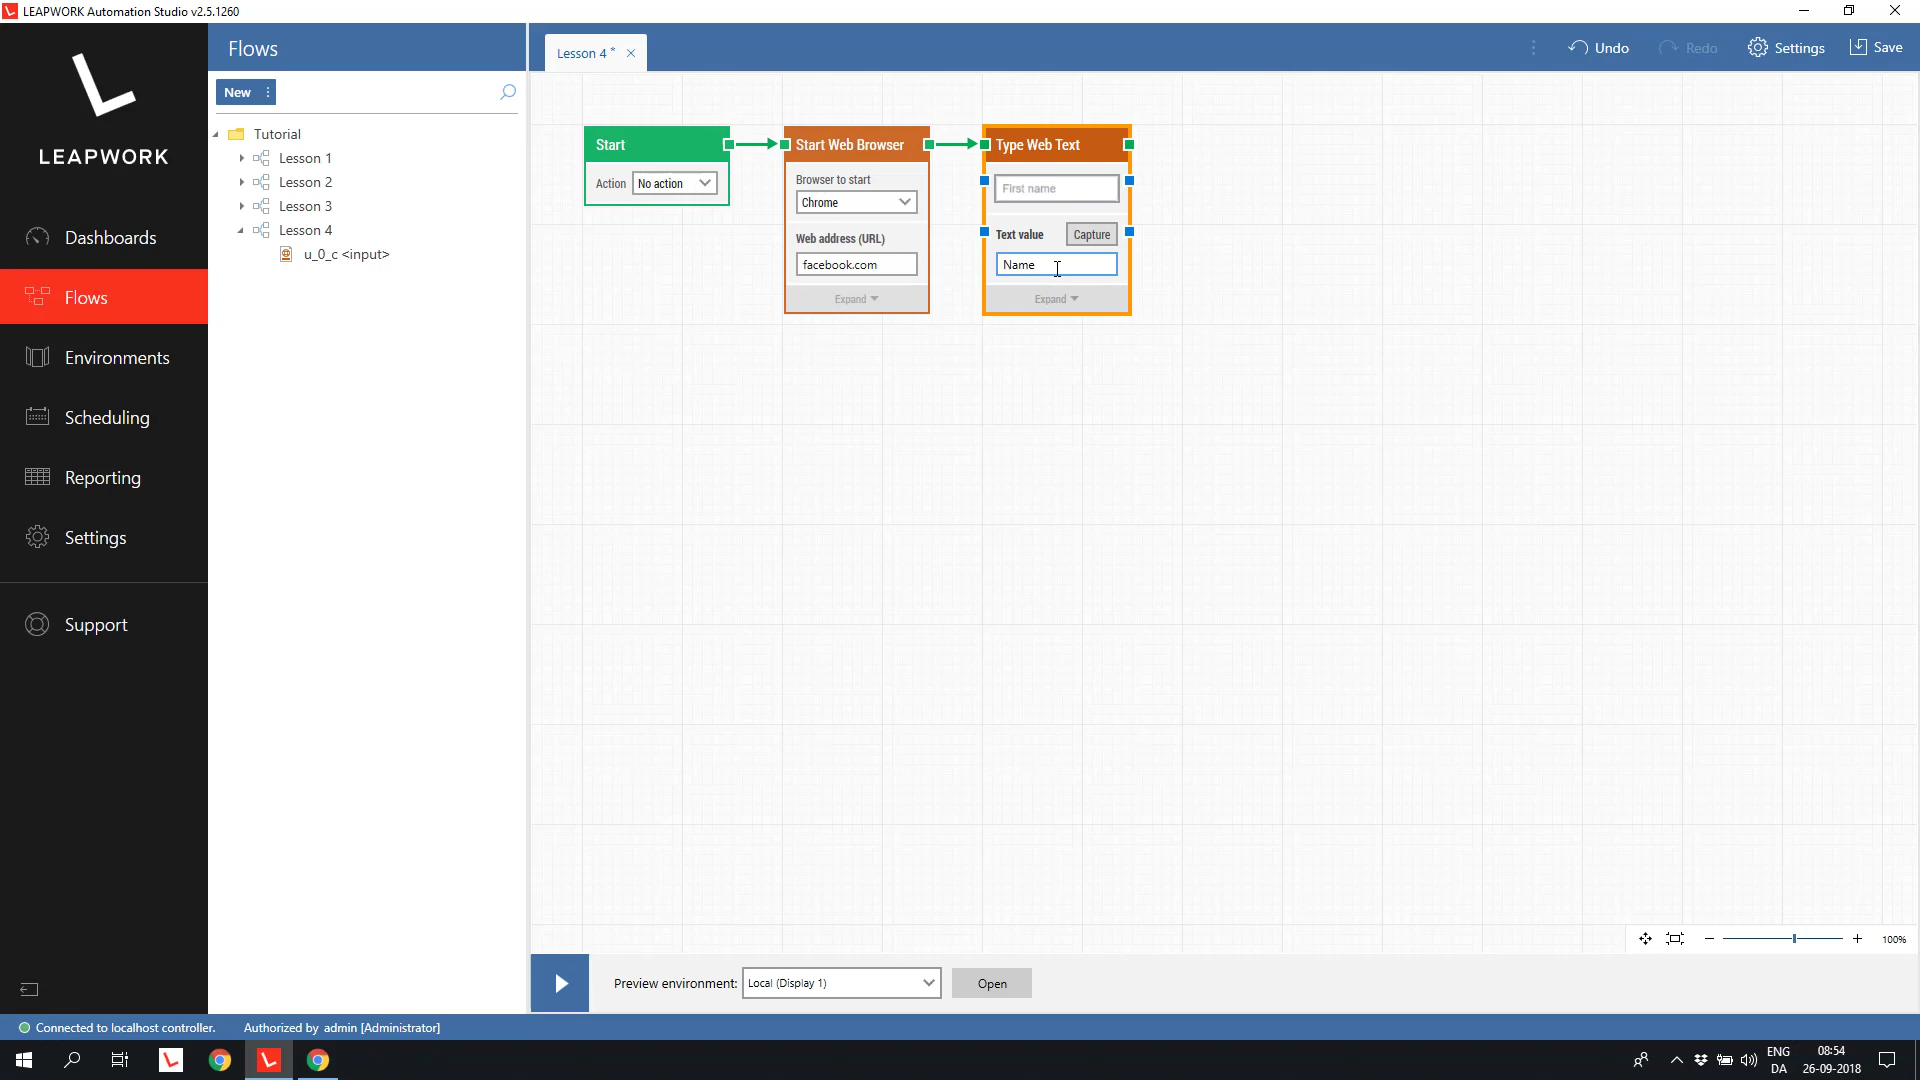 LEAPWORK Automation Studio v2.5.1260
LEAPWORK
Dashboards
Flows
Environments
Scheduling
Reporting
Settings
Support
Flows
New
Tutorial
Lesson 1
Lesson 2
Lesson 3
Lesson 4
u_0_c <input>
Lesson 4 *
Undo
Redo
Settings
Save
Start
Action No action
Start Web Browser
Browser to start
Chrome
Web address (URL)
facebook.com
Expand
Type Web Text
First name
Text value Capture
Name
Expand
100%
Preview environment: Local (Display 1) Open
Connected to localhost controller. Authorized by admin [Administrator]
ENG
DA
08:54
26-09-2018